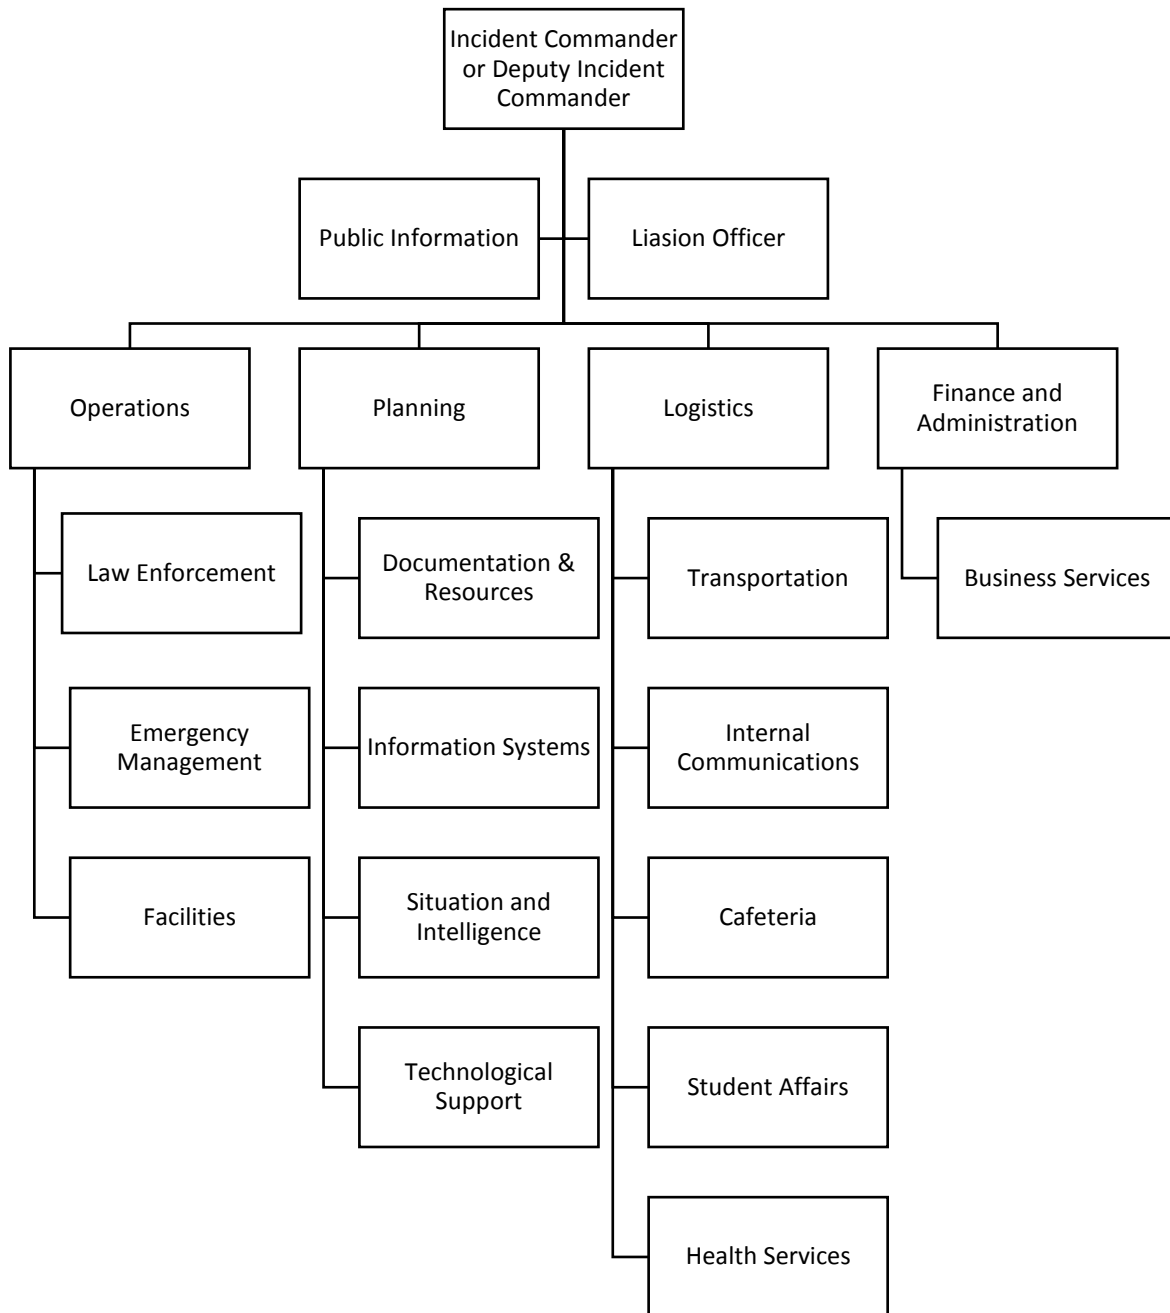 Incident Commander
or Deputy Incident
Commander
Public Information
Liasion Officer
Operations
Planning
Logistics
Finance and
Administration
Law Enforcement
Documentation &
Resources
Transportation
Business Services
Emergency
Management
Information Systems
Internal
Communications
Facilities
Situation and
Intelligence
Cafeteria
Technological
Support
Student Affairs
Health Services